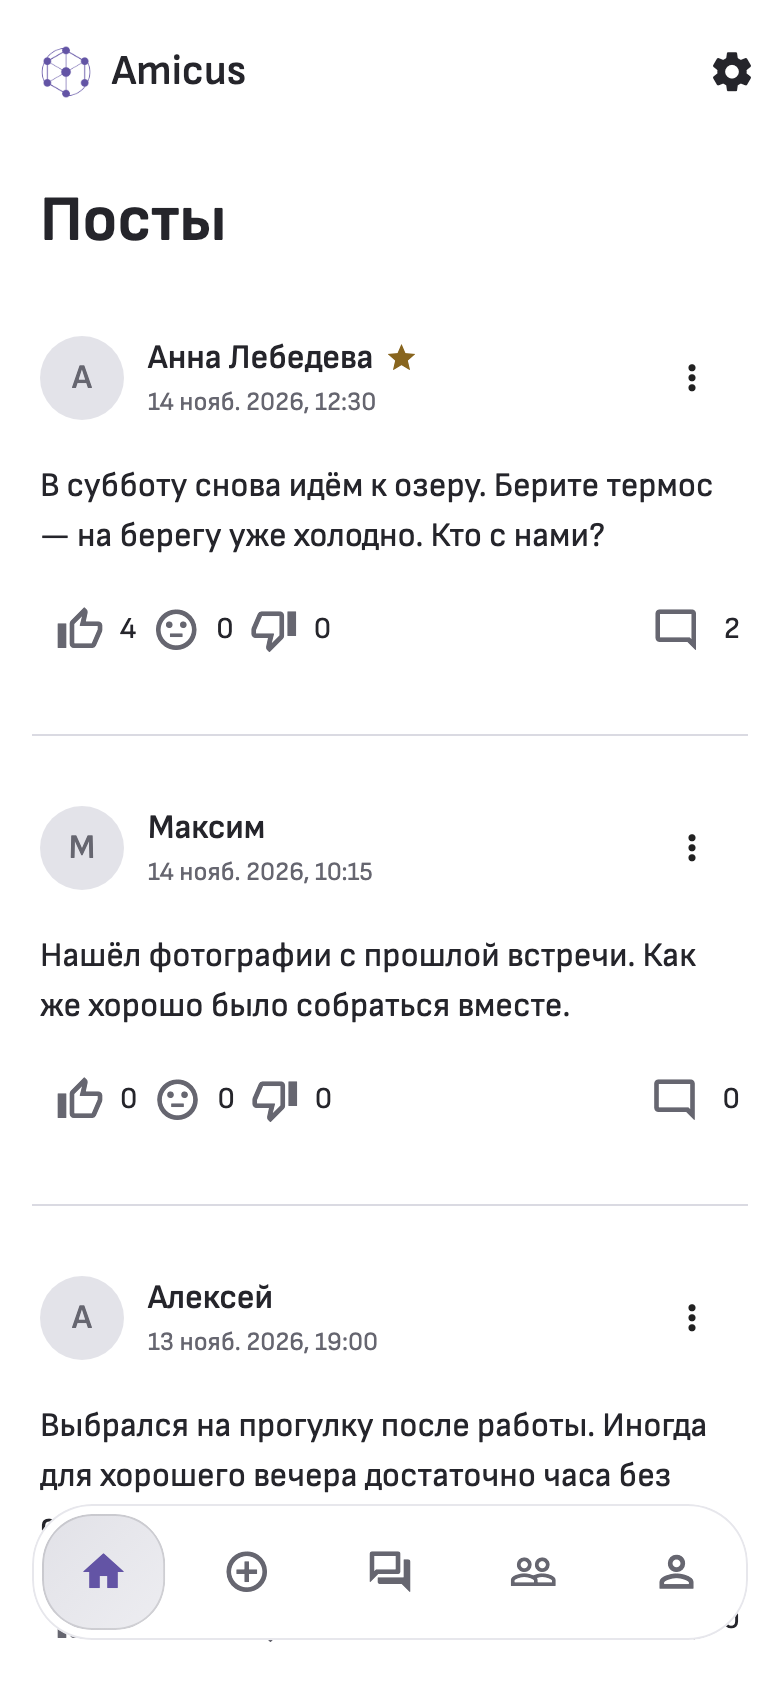 Amicus
Посты
А
Анна Лебедева
14 нояб. 2026, 12:30
В субботу снова идём к озеру. Берите термос
— на берегу уже холодно. Кто с нами?
4 0 0 2
М
Максим
14 нояб. 2026, 10:15
Нашёл фотографии с прошлой встречи. Как
же хорошо было собраться вместе.
0 0 0 0
А
Алексей
13 нояб. 2026, 19:00
Выбрался на прогулку после работы. Иногда
для хорошего вечера достаточно часа без